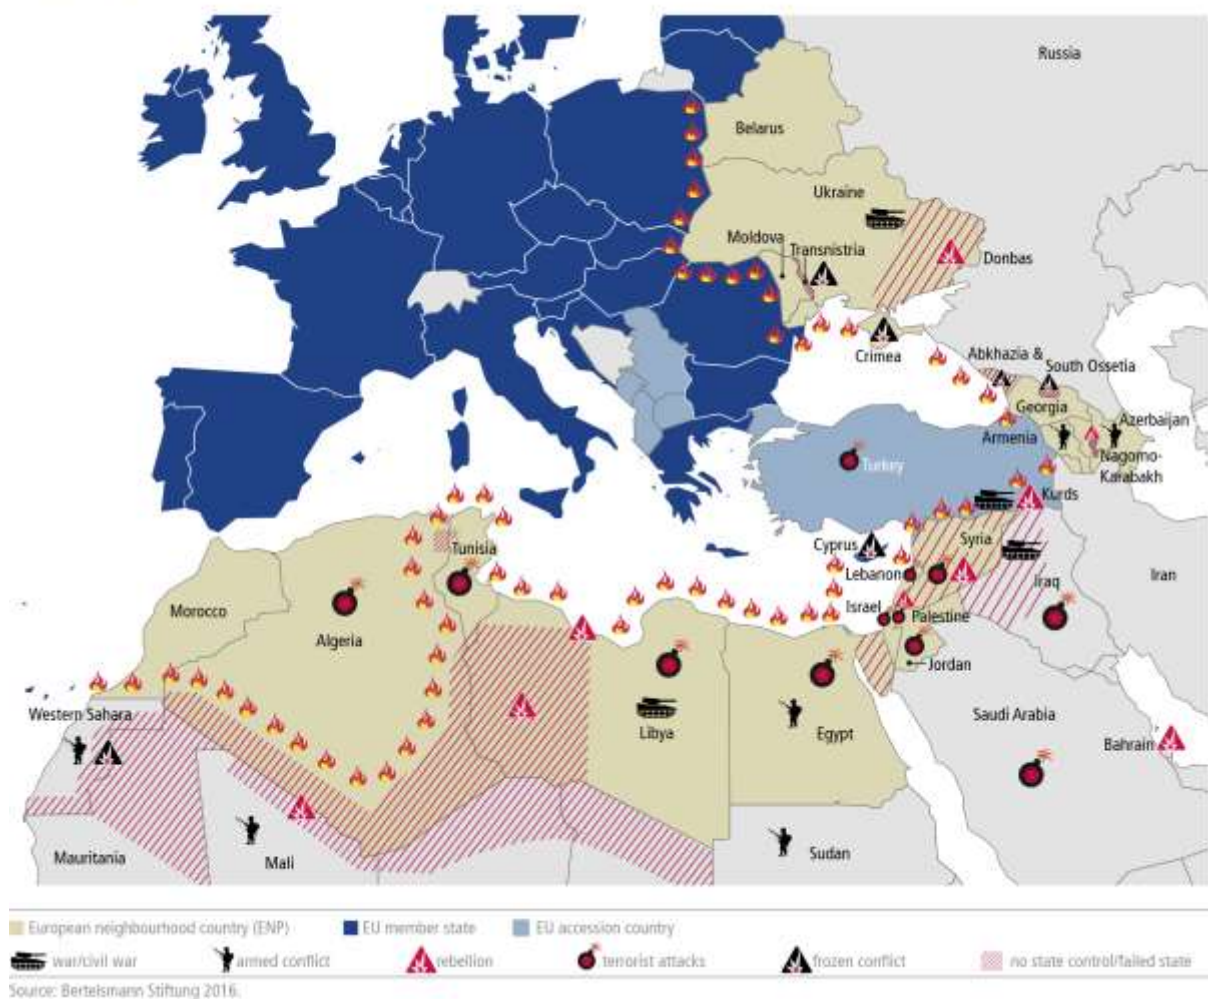 Russia
Belarus
Ukraine
Moldova
Transnistria
Donbas
Crimea
Abkhazia &
South Ossetia
Georgia
Azerbaijan
Armenia
Nagorno-
Karabakh
Turkey
Kurds
Cyprus
Syria
Tunisia
Lebanon
Iraq
Iran
Morocco
Israel
Palestine
Algeria
Jordan
Western Sahara
Libya
Egypt
Saudi Arabia
Bahrain
Mauritania
Mali
Sudan
European neighbourhood country (ENP) EU member state EU accession country
war/civil war armed conflict rebellion terrorist attacks frozen conflict no state control/failed state
Source: Bertelsmann Stiftung 2016.